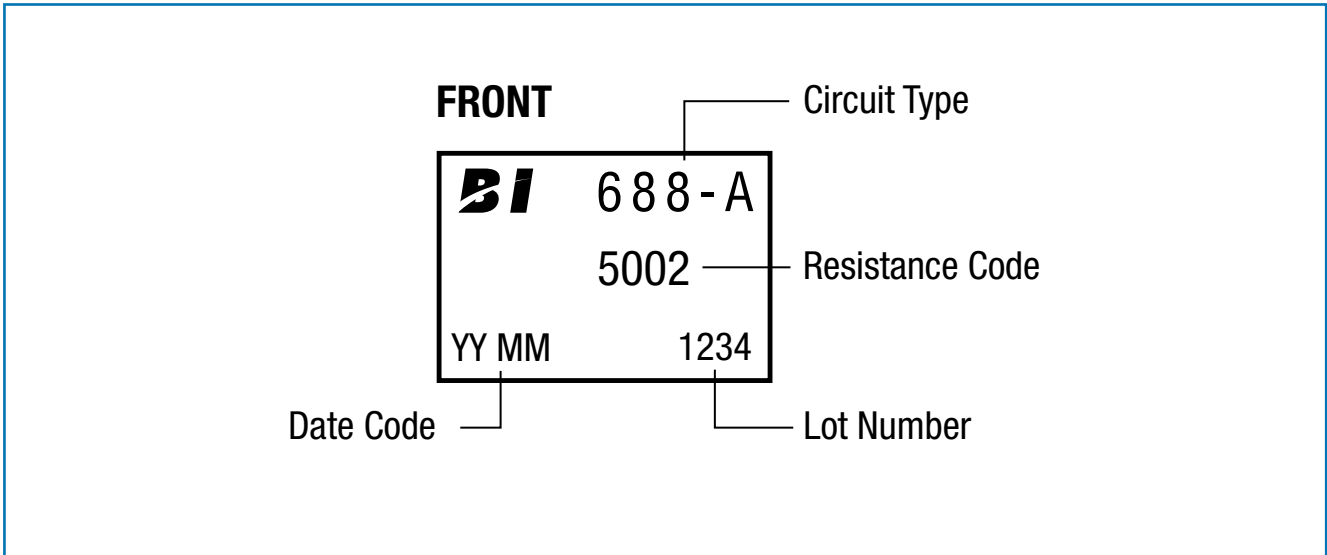 FRONT
Circuit Type
BI 688-A
5002
Resistance Code
YY MM
1234
Date Code
Lot Number